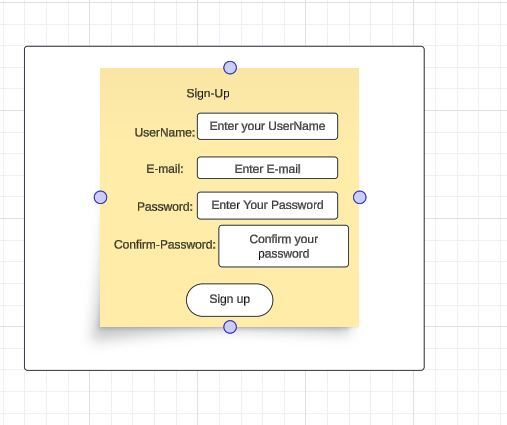 Sign-Up
UserName: Enter your UserName
E-mail: Enter E-mail
Password: Enter Your Password
Confirm-Password: Confirm your
password
Sign up